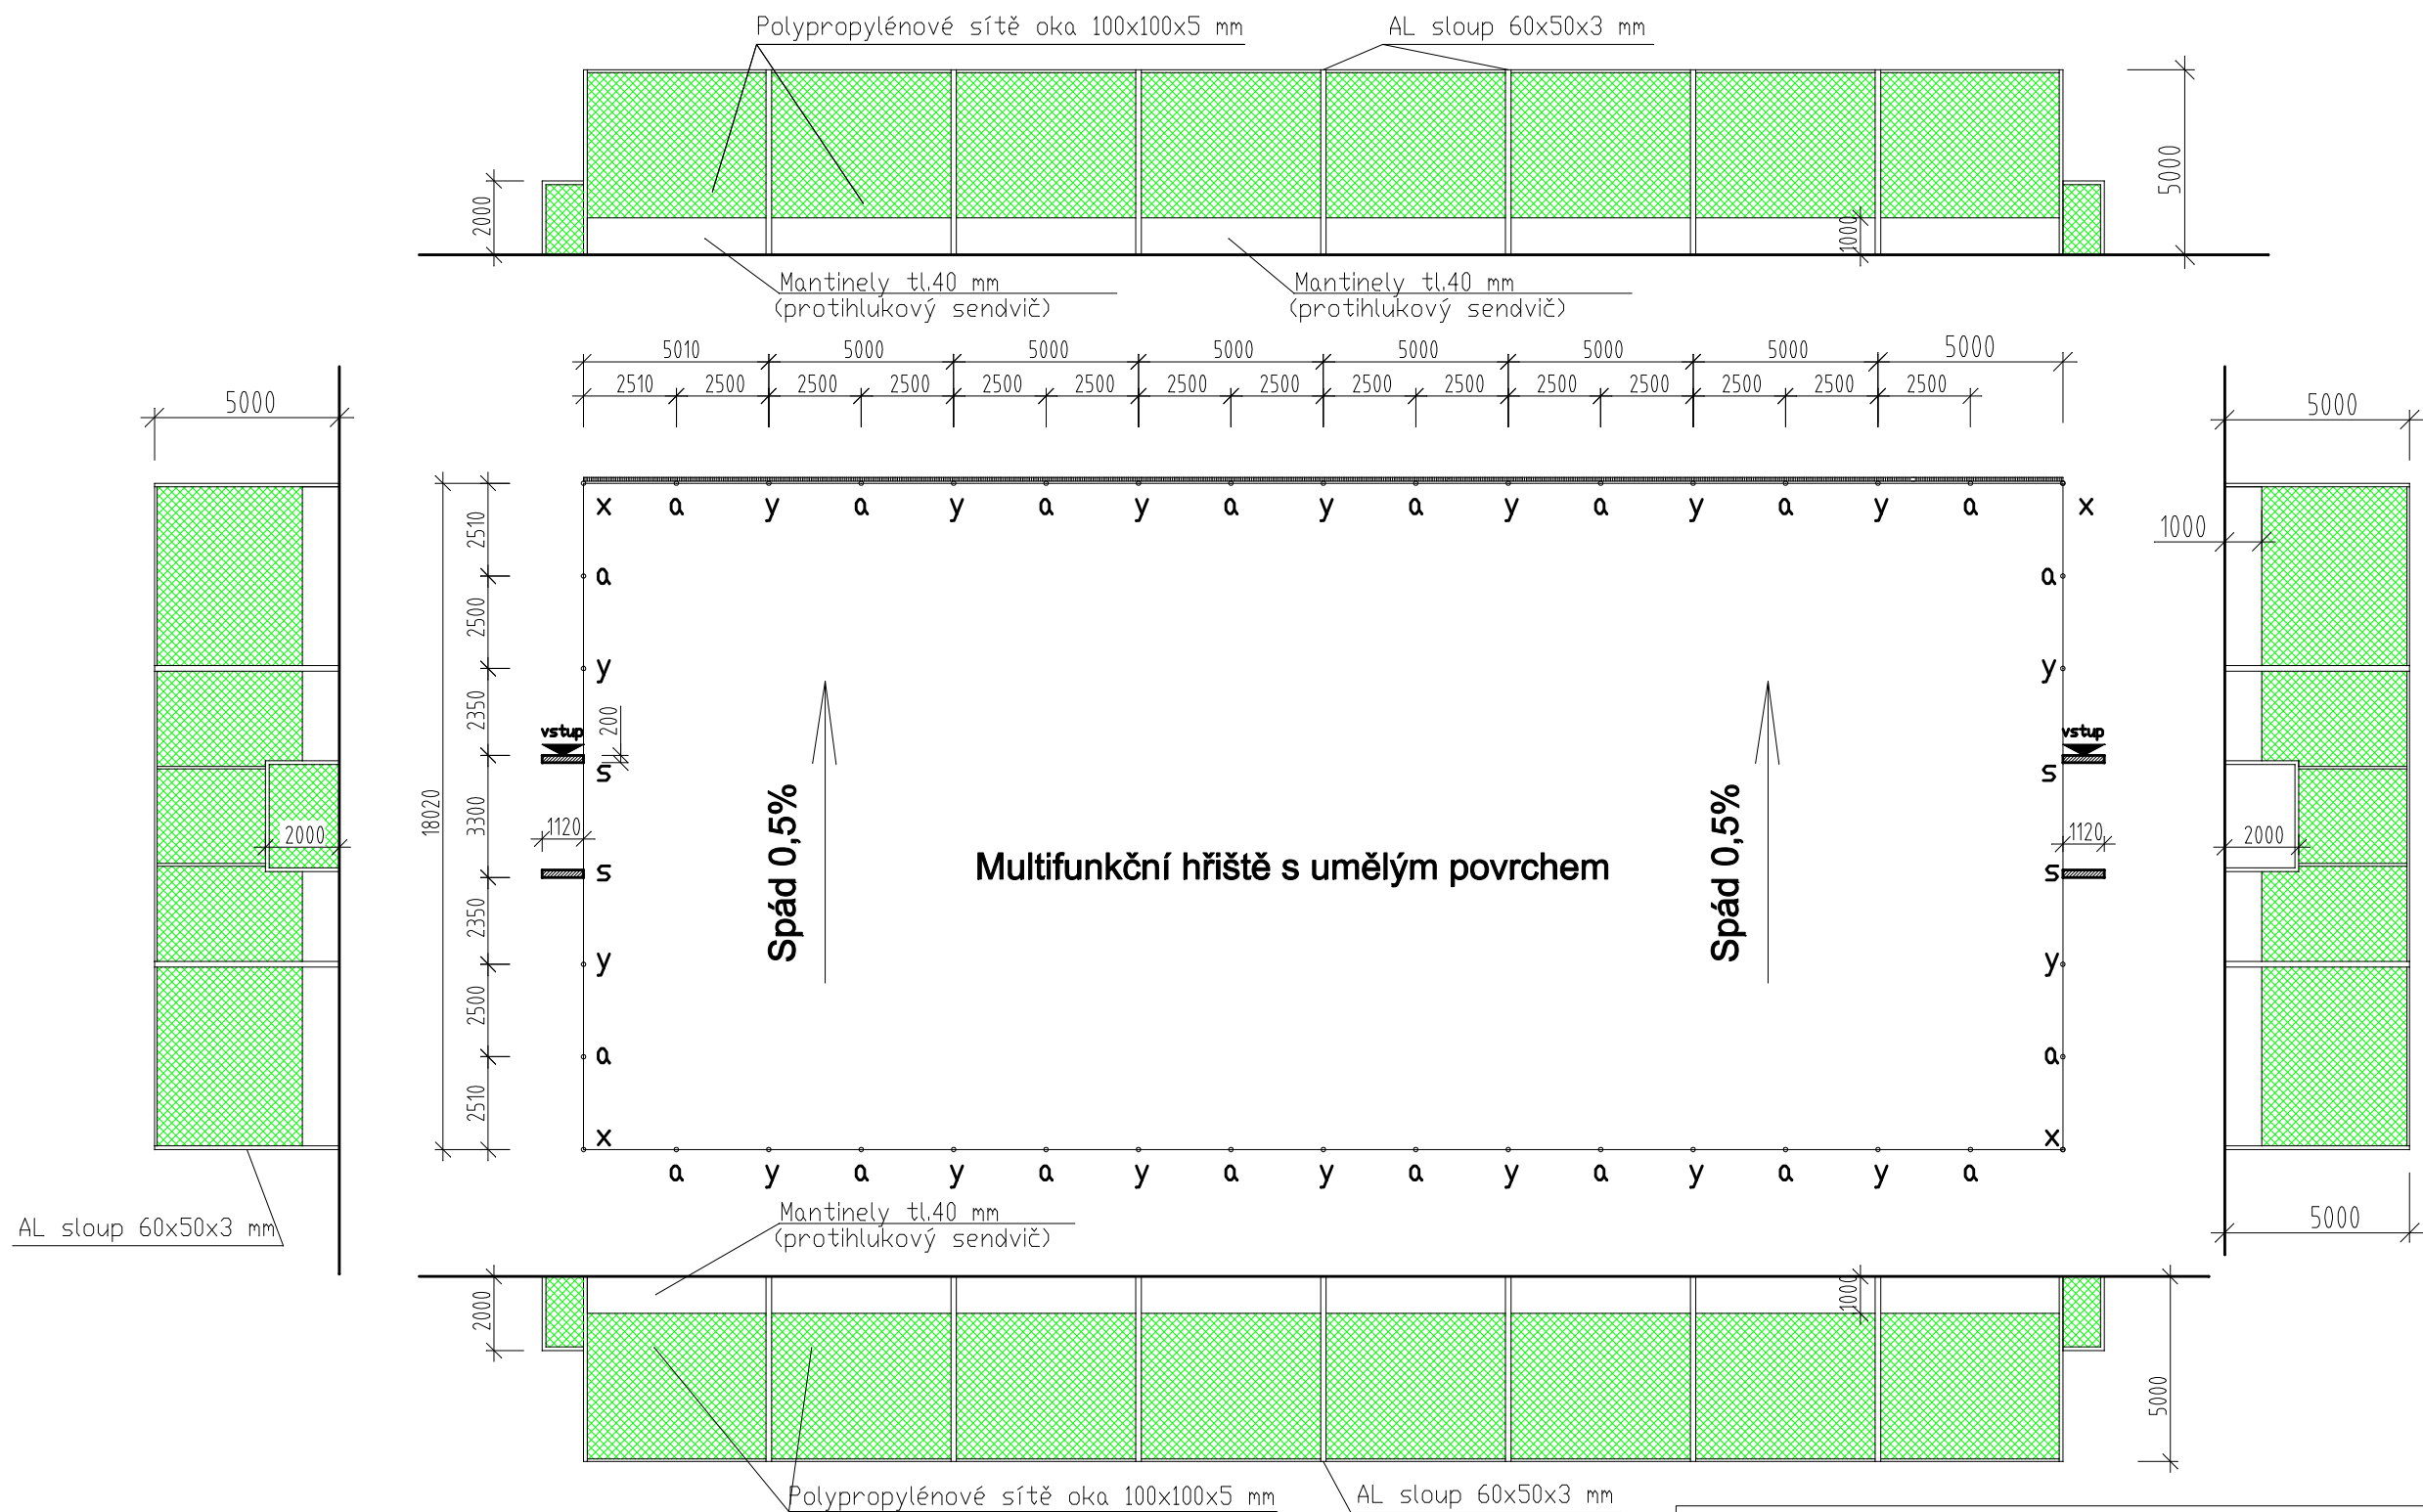 Polypropylénové sítě oka 100x100x5 mm
AL sloup 60x50x3 mm
2000
1000
5000
Mantinely tl.40 mm
(protihlukový sendvič)
Mantinely tl.40 mm
(protihlukový sendvič)
5010 5000 5000 5000 5000 5000 5000 5000
2510 2500 2500 2500 2500 2500 2500 2500 2500 2500 2500 2500 2500 2500 2500
5000
5000
x a y a y a y a y a y a y a y a x
2510
1000
a
a
2500
y
y
2350
200
vstup
vstup
s
s
18020
3300
1120
1120
2000
2000
Spád 0,5%
Spád 0,5%
Multifunkční hřiště s umělým povrchem
s
s
2350
y
y
2500
a
a
2510
x
x
a y a y a y a y a y a y a y a
Mantinely tl.40 mm
(protihlukový sendvič)
AL sloup 60x50x3 mm
5000
2000
1000
5000
Polypropylénové sítě oka 100x100x5 mm
AL sloup 60x50x3 mm